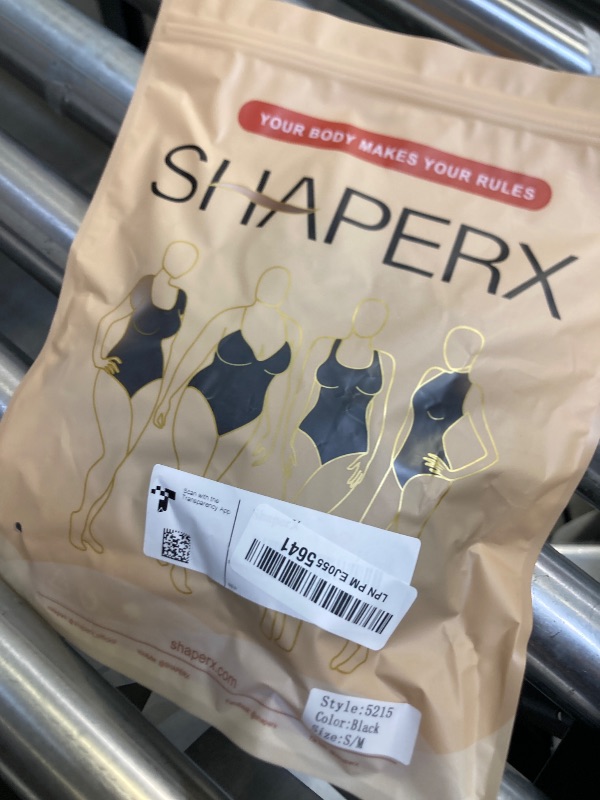 YOUR BODY MAKES YOUR RULES
SHAPERX
Scan with the
Transparency App
LPN PM EJ055 5641
shaperx.com
Style:5215
Color:Black
Size:S/M